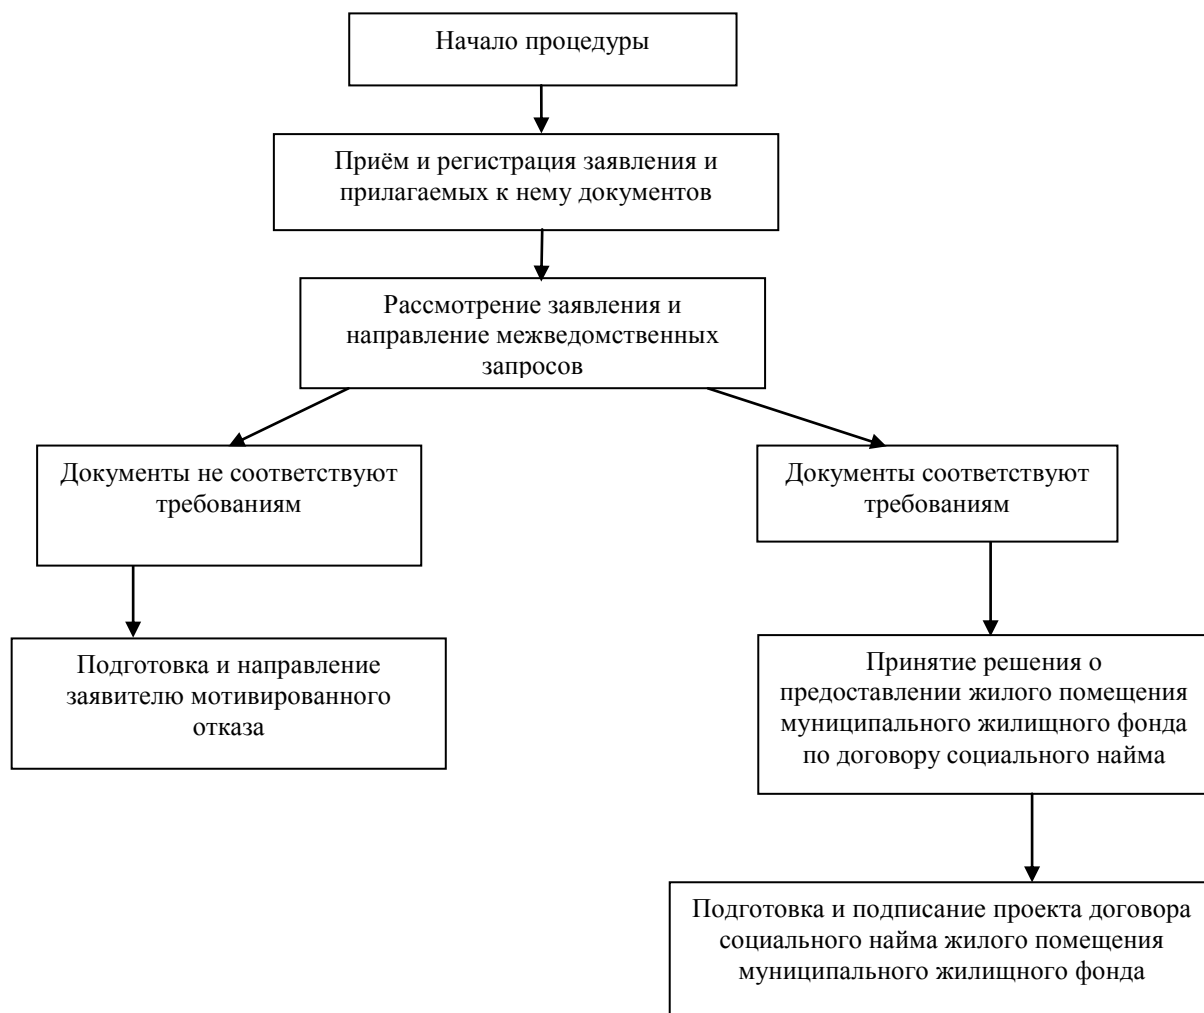 Начало процедуры
Приём и регистрация заявления и
прилагаемых к нему документов
Рассмотрение заявления и
направление межведомственных
запросов
Документы не соответствуют
требованиям
Документы соответствуют
требованиям
Подготовка и направление
заявителю мотивированного
отказа
Принятие решения о
предоставлении жилого помещения
муниципального жилищного фонда
по договору социального найма
Подготовка и подписание проекта договора
социального найма жилого помещения
муниципального жилищного фонда